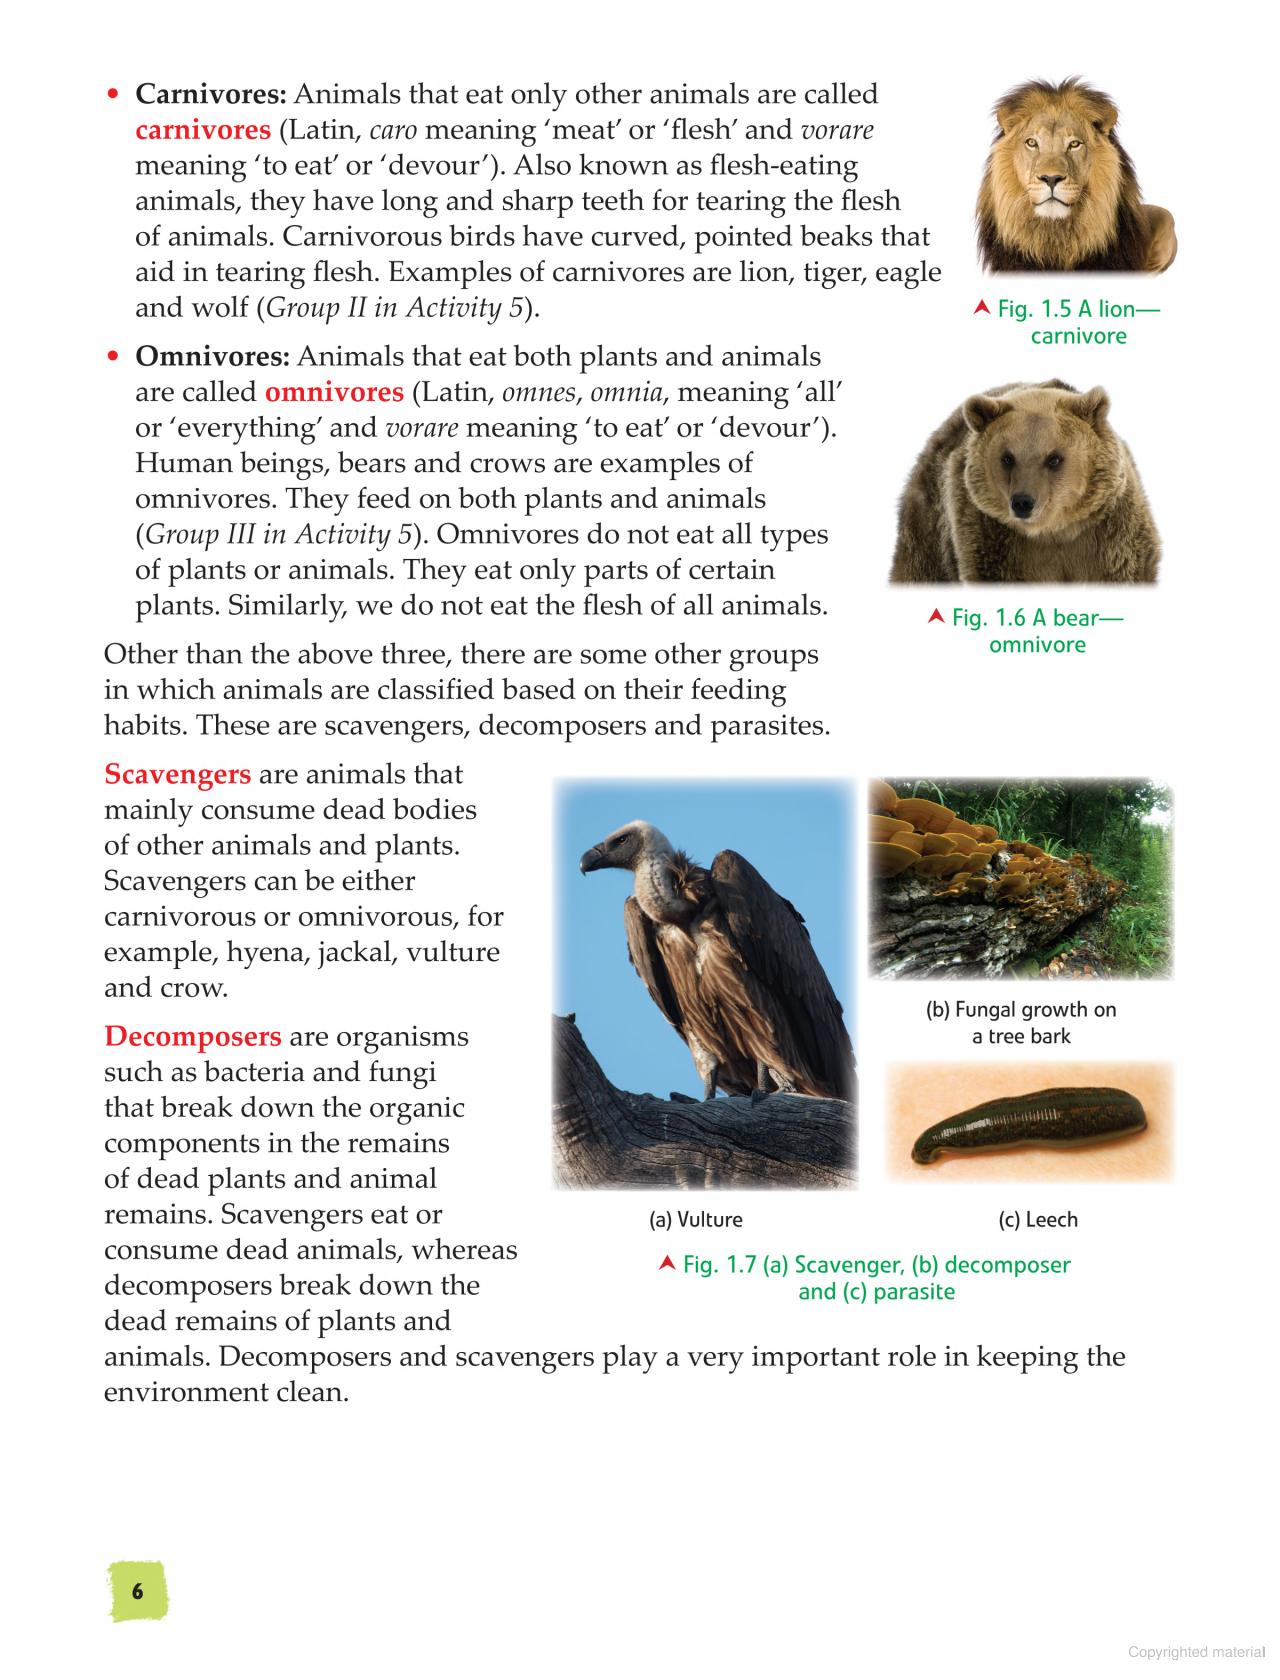 • Carnivores: Animals that eat only other animals are called
carnivores (Latin, caro meaning ‘meat’ or ‘flesh’ and vorare
meaning ‘to eat’ or ‘devour’). Also known as flesh-eating
animals, they have long and sharp teeth for tearing the flesh
of animals. Carnivorous birds have curved, pointed beaks that
aid in tearing flesh. Examples of carnivores are lion, tiger, eagle
and wolf (Group II in Activity 5).
Fig. 1.5 A lion—
carnivore
• Omnivores: Animals that eat both plants and animals
are called omnivores (Latin, omnes, omnia, meaning ‘all’
or ‘everything’ and vorare meaning ‘to eat’ or ‘devour’).
Human beings, bears and crows are examples of
omnivores. They feed on both plants and animals
(Group III in Activity 5). Omnivores do not eat all types
of plants or animals. They eat only parts of certain
plants. Similarly, we do not eat the flesh of all animals.
Fig. 1.6 A bear—
omnivore
Other than the above three, there are some other groups
in which animals are classified based on their feeding
habits. These are scavengers, decomposers and parasites.
Scavengers are animals that
mainly consume dead bodies
of other animals and plants.
Scavengers can be either
carnivorous or omnivorous, for
example, hyena, jackal, vulture
and crow.
Decomposers are organisms
such as bacteria and fungi
that break down the organic
components in the remains
of dead plants and animal
remains. Scavengers eat or
consume dead animals, whereas
decomposers break down the
dead remains of plants and
animals. Decomposers and scavengers play a very important role in keeping the
environment clean.
(b) Fungal growth on
a tree bark
(a) Vulture
(c) Leech
Fig. 1.7 (a) Scavenger, (b) decomposer
and (c) parasite
6
Copyrighted material